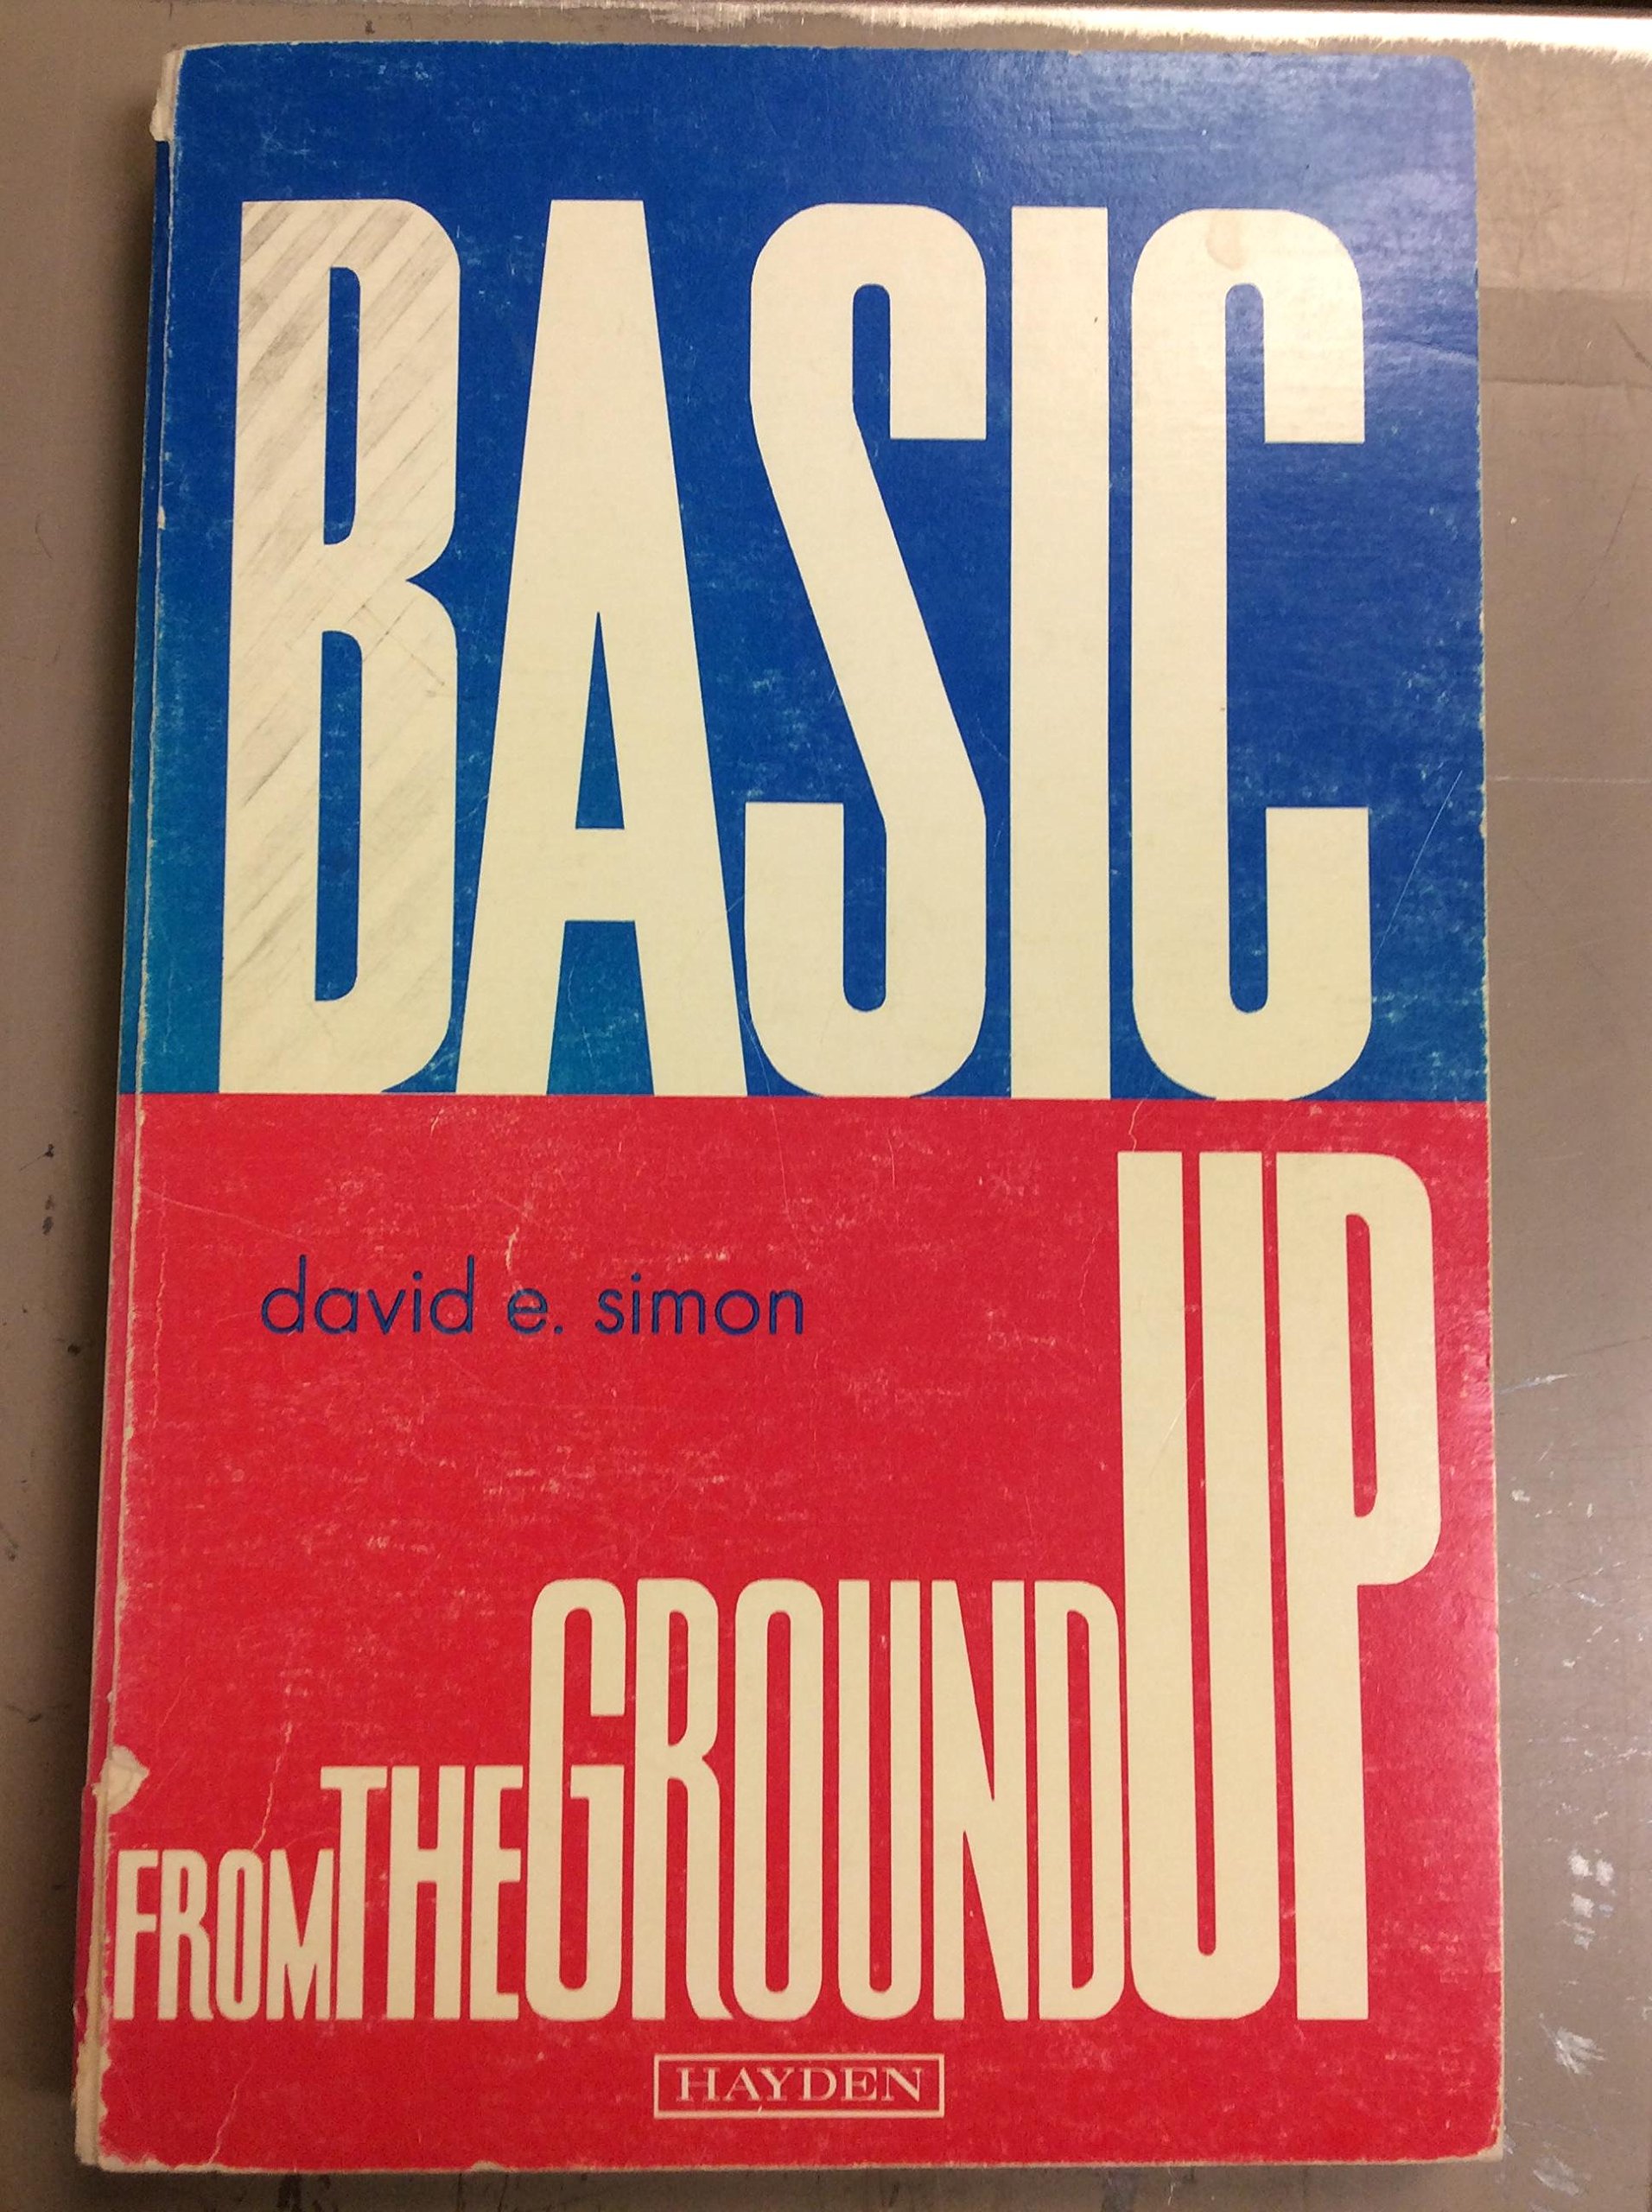 BASIC
david e. simon
FROM THE GROUND UP
HAYDEN